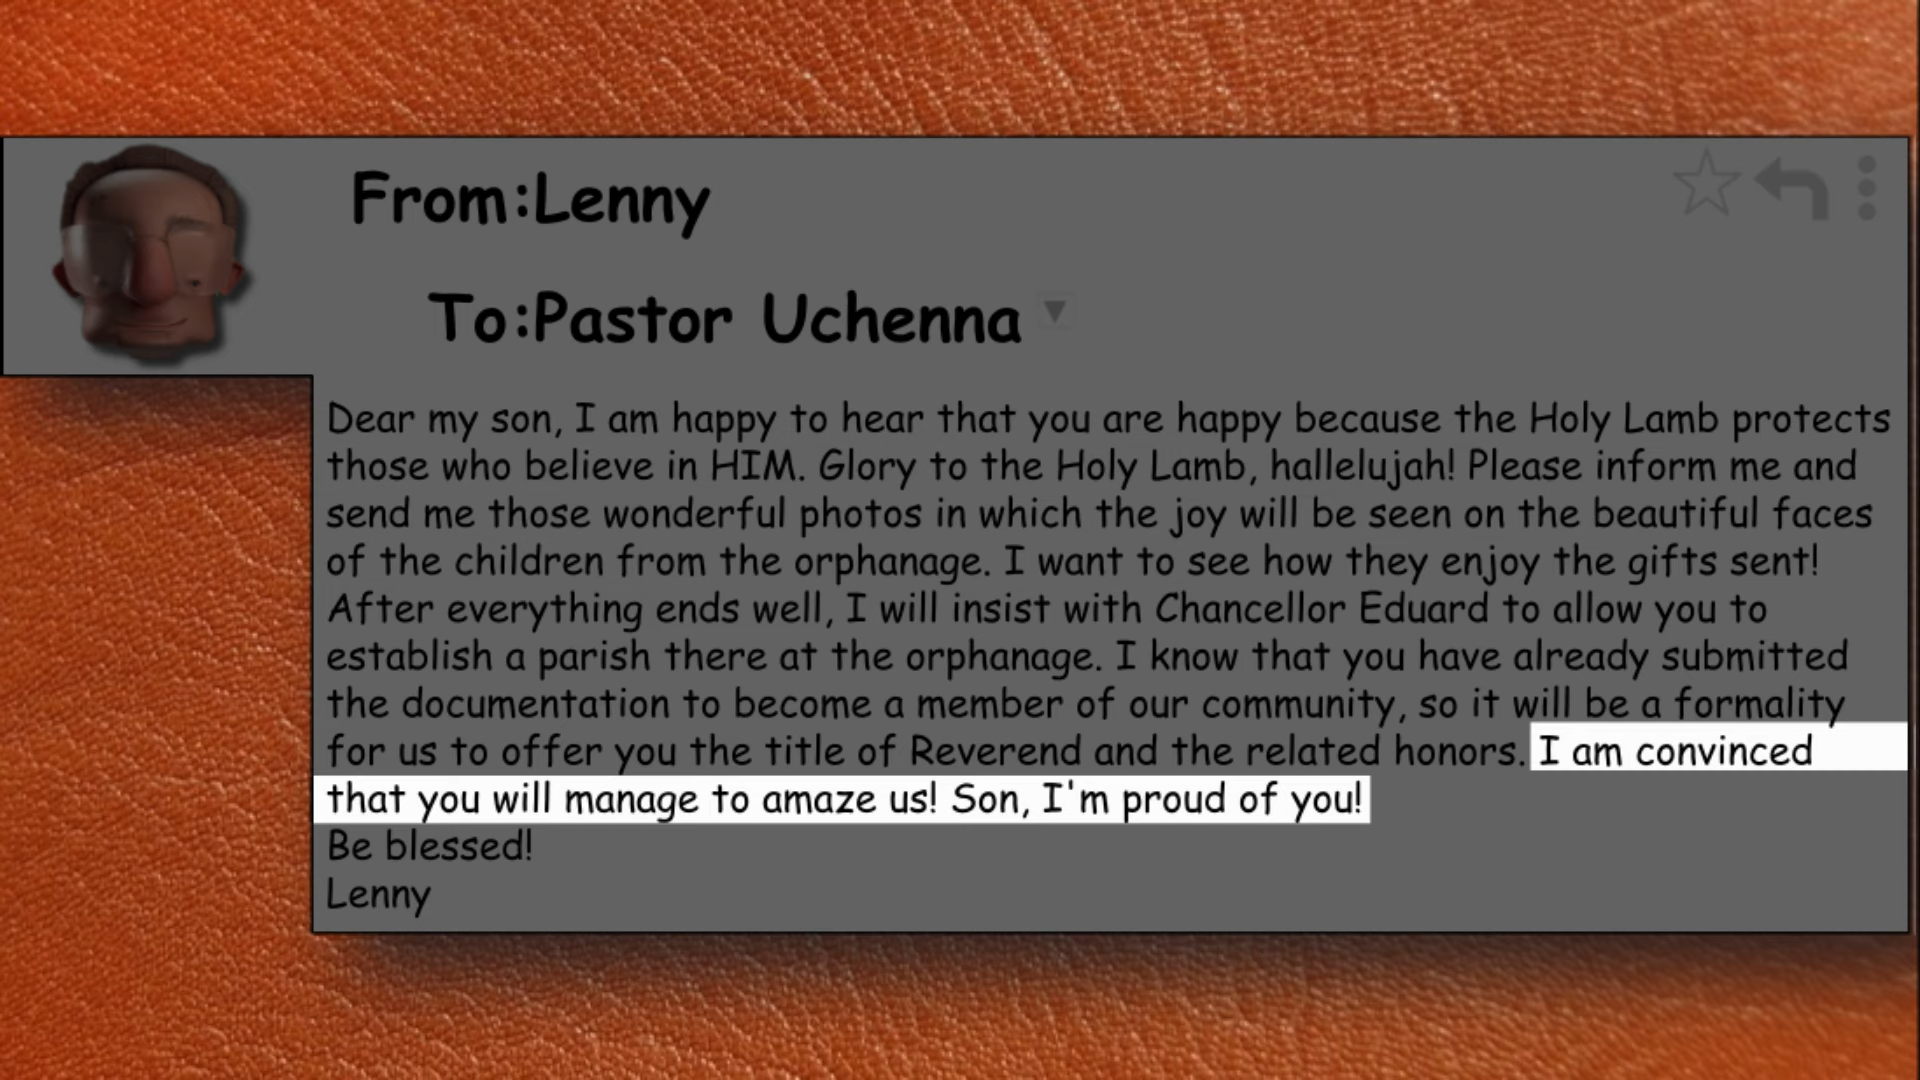 From:Lenny
To:Pastor Uchenna
Dear my son, I am happy to hear that you are happy because the Holy Lamb protects
those who believe in HIM. Glory to the Holy Lamb, hallelujah! Please inform me and
send me those wonderful photos in which the joy will be seen on the beautiful faces
of the children from the orphanage. I want to see how they enjoy the gifts sent!
After everything ends well, I will insist with Chancellor Eduard to allow you to
establish a parish there at the orphanage. I know that you have already submitted
the documentation to become a member of our community, so it will be a formality
for us to offer you the title of Reverend and the related honors. I am convinced
that you will manage to amaze us! Son, I'm proud of you!
Be blessed!
Lenny